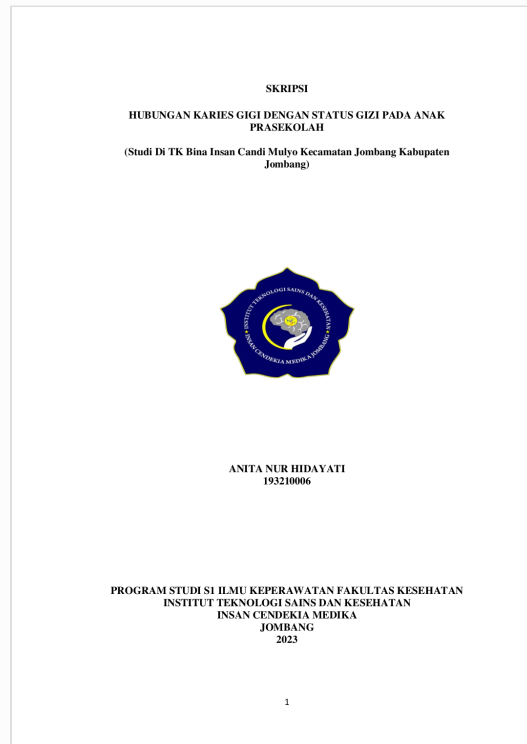 SKRIPSI
HUBUNGAN KARIES GIGI DENGAN STATUS GIZI PADA ANAK
PRASEKOLAH
(Studi Di TK Bina Insan Candi Mulyo Kecamatan Jombang Kabupaten
Jombang)
INSTITUT TEKNOLOGI SAINS DAN KESEHATAN
INSAN CENDEKIA MEDIKA JOMBANG
ANITA NUR HIDAYATI
193210006
PROGRAM STUDI S1 ILMU KEPERAWATAN FAKULTAS KESEHATAN
INSTITUT TEKNOLOGI SAINS DAN KESEHATAN
INSAN CENDEKIA MEDIKA
JOMBANG
2023
1